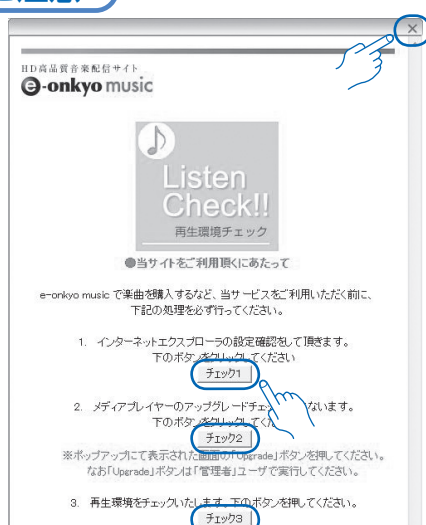 HD高品質音楽配信サイト
e-onkyo music
Listen
Check!!
再生環境チェック
●当サイトをご利用頂くにあたって
e-onkyo music で楽曲を購入するなど、当サービスをご利用いただく前に、
下記の処理を必ず行ってください。
1. インターネットエクスプローラの設定確認をして頂きます。
下のボタンをクリックしてください
チェック1
2. メディアプレイヤーのアップグレードチェ ないます。
下のボタンをクリックしてく
チェック2
※ポップアップにて表示された画面の「Upgrade」ボタンを押してください。
なお「Upgrade」ボタンは「管理者」ユーザで実行してください。
3. 再生環境をチェックいたします。下のボタンを押してください。
チェック3